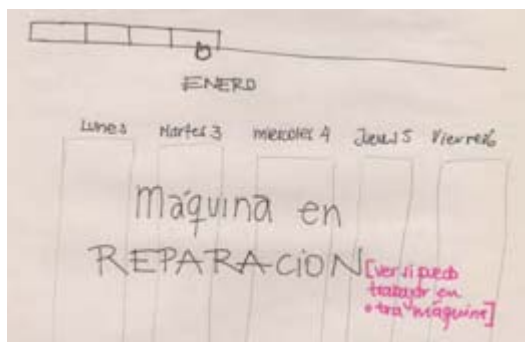 ENERO
Lunes Martes 3 miercoles 4 Jueves 5 Viernes 6
Máquina en
REPARACION
[ver si puedo
trabajar en
otra máquina]